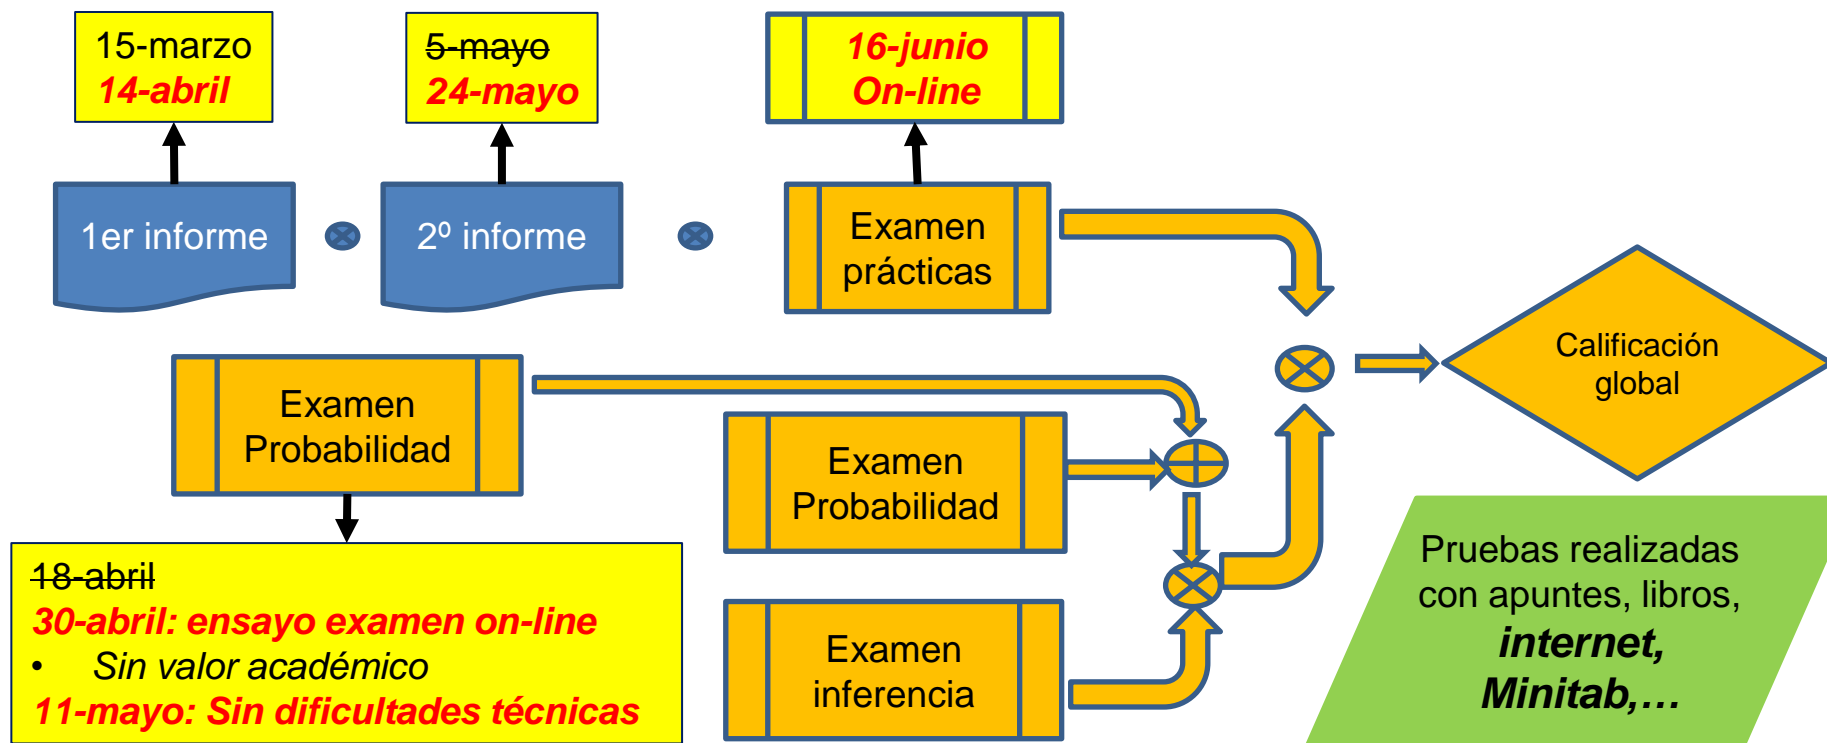 15-marzo
14-abril
5-mayo
24-mayo
16-junio
On-line
1er informe
2º informe
Examen
prácticas
Examen
Probabilidad
Examen
Probabilidad
Calificación
global
18-abril
30-abril: ensayo examen on-line
• Sin valor académico
11-mayo: Sin dificultades técnicas
Examen
inferencia
Pruebas realizadas
con apuntes, libros,
internet,
Minitab,...